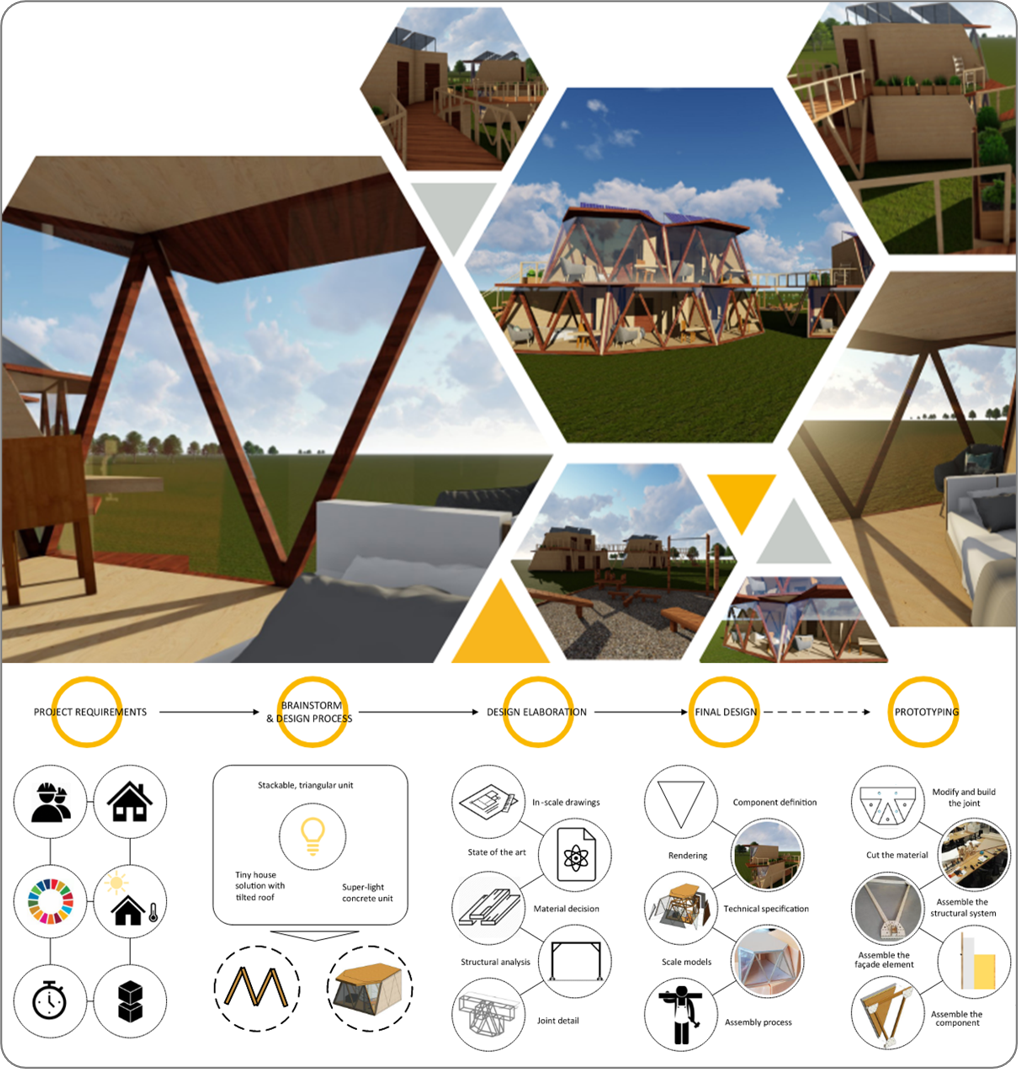 PROJECT REQUIREMENTS
BRAINSTORM
& DESIGN PROCESS
DESIGN ELABORATION
FINAL DESIGN
PROTOTYPING
Stackable, triangular unit
Tiny house
solution with
tilted roof
Super-light
concrete unit
In-scale drawings
State of the art
Material decision
Structural analysis
Joint detail
Component definition
Rendering
Technical specification
Scale models
Assembly process
Modify and build
the joint
Cut the material
Assemble the
structural system
Assemble the
façade element
Assemble the
component